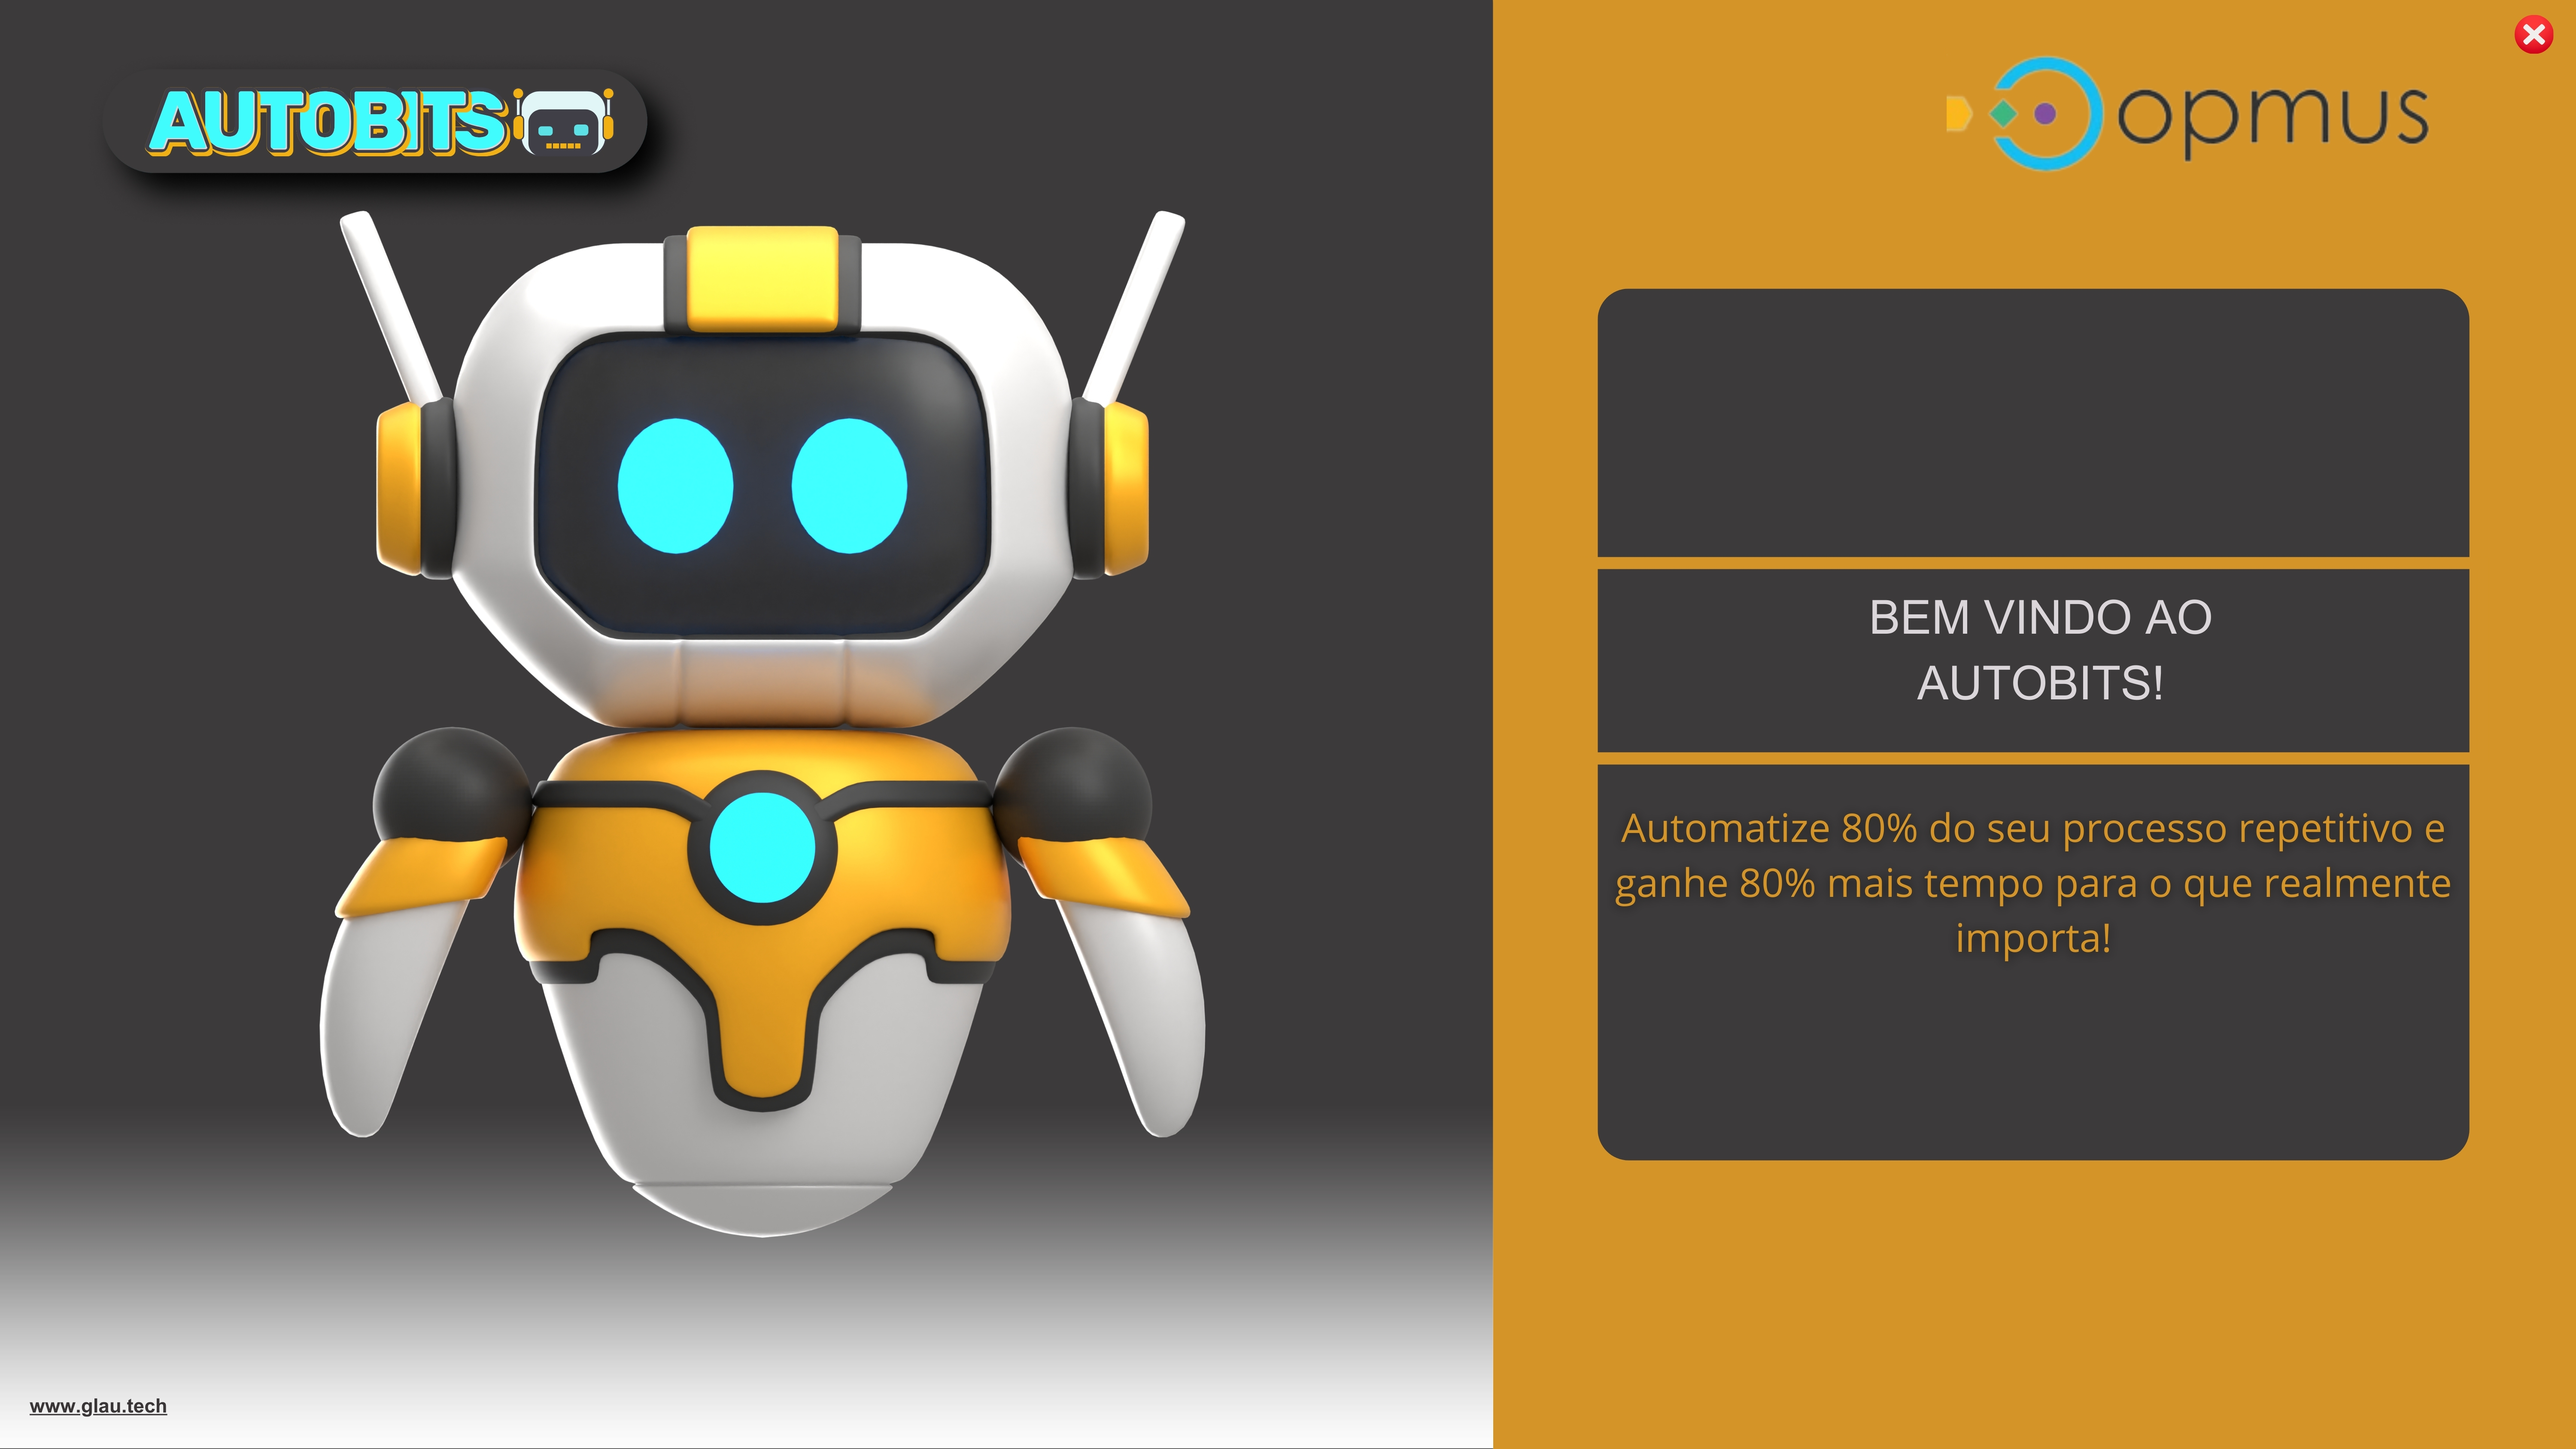 AUTOBITS
opmus
BEM VINDO AO
AUTOBITS!
Automatize 80% do seu processo repetitivo e
ganhe 80% mais tempo para o que realmente
importa!
www.glau.tech